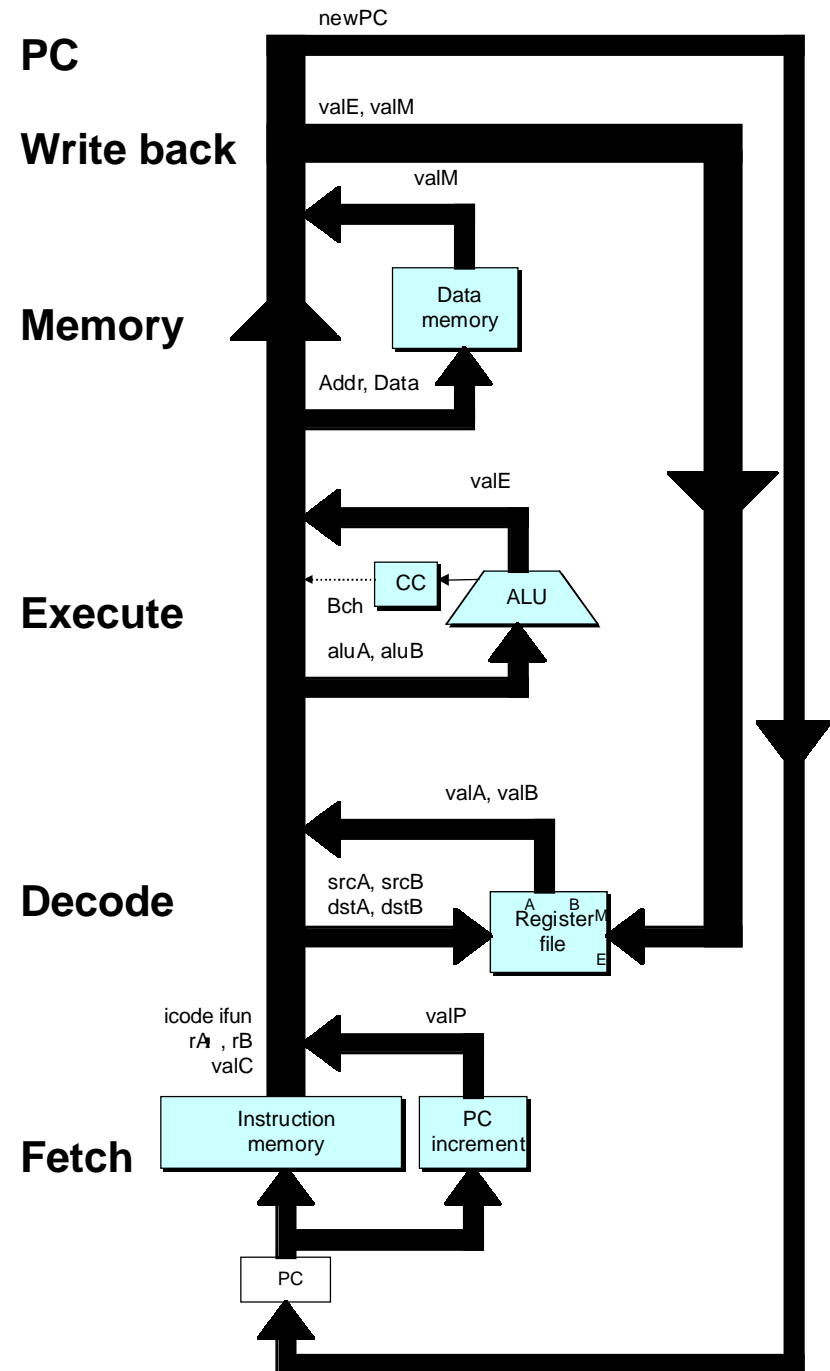 newPC
PC
valE, valM
Write back
valM
Data
memory
Memory
Addr, Data
valE
CC
ALU
Bch
Execute
aluA, aluB
valA, valB
srcA, srcB
dstA, dstB
Decode
A B
Register M
file
E
icode ifun
rA , rB
valC
valP
Instruction
memory
PC
increment
Fetch
PC